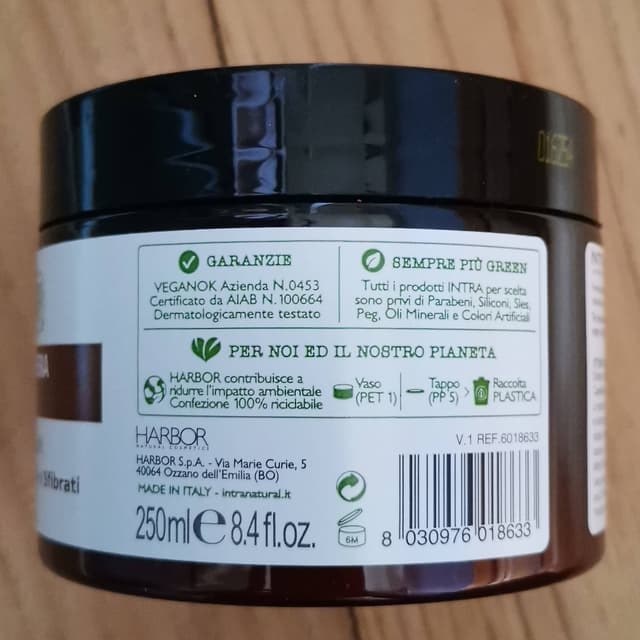 GARANZIE
VEGANOK Azienda N.0453
Certificato da AIAB N.100664
Dermatologicamente testato
SEMPRE PIÙ GREEN
Tutti i prodotti INTRA per scelta
sono privi di Parabeni, Siliconi, Sles,
Peg, Oli Minerali e Colori Artificiali
PER NOI ED IL NOSTRO PIANETA
HARBOR contribuisce a
ridurre l'impatto ambientale
Confezione 100% riciclabile
Vaso
(PET 1)
Tappo
(PP 5)
Raccolta
PLASTICA
HARBOR
NATURAL COSMETICS
HARBOR S.p.A. - Via Marie Curie, 5
40064 Ozzano dell'Emilia (BO)
MADE IN ITALY - intranatural.it
250ml e 8.4 fl.oz.
6M
V.1 REF.6018633
8 030976 018633
Sfibrati